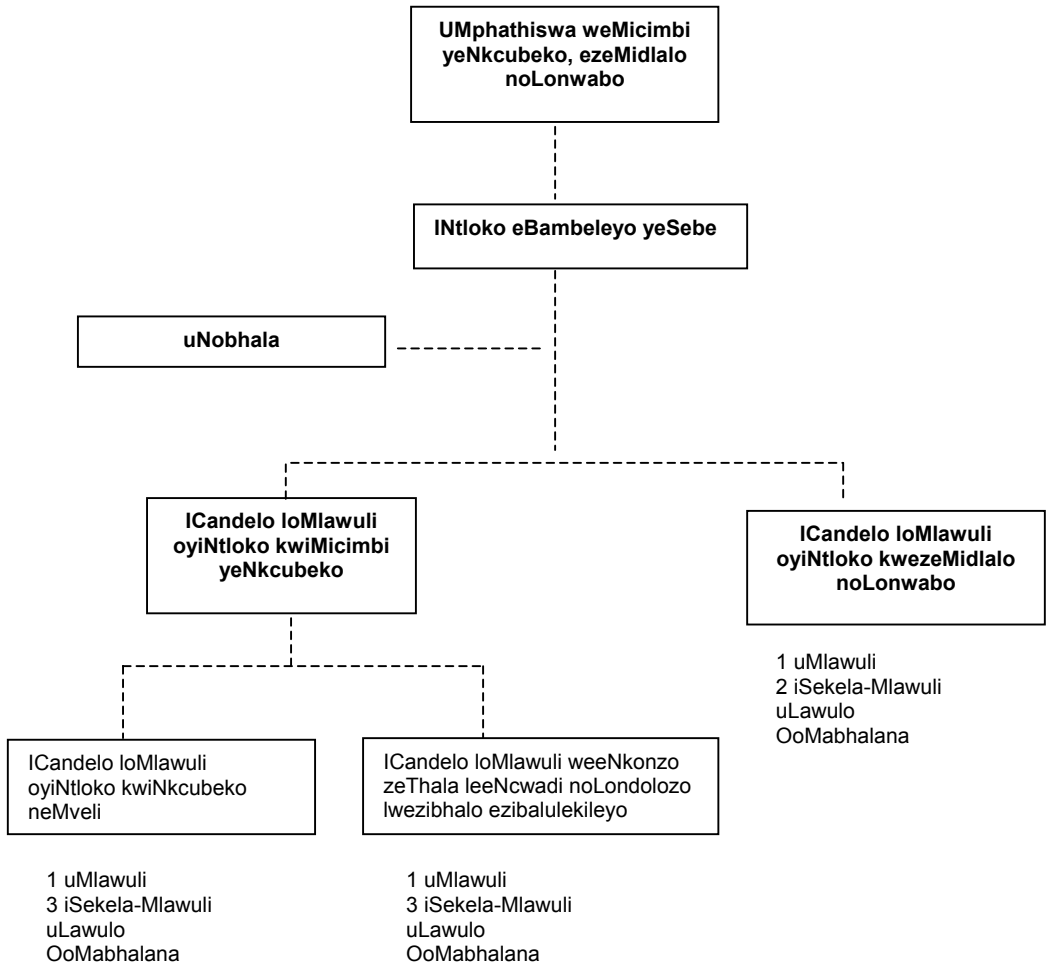 UMphathiswa weMicimbi
yeNkcubeko, ezeMidlalo
noLonwabo
INtloko eBambeleyo yeSebe
uNobhala
ICandelo loMlawuli
oyiNtloko kwiMicimbi
yeNkcubeko
ICandelo loMlawuli
oyiNtloko kwezeMidlalo
noLonwabo
1 uMlawuli
2 iSekela-Mlawuli
uLawulo
OoMabhalana
ICandelo loMlawuli
oyiNtloko kwiNkcubeko
neMveli
ICandelo loMlawuli weeNkonzo
zeThala leeNcwadi noLondolozo
lwezibhalo ezibalulekileyo
1 uMlawuli
3 iSekela-Mlawuli
uLawulo
OoMabhalana
1 uMlawuli
3 iSekela-Mlawuli
uLawulo
OoMabhalana